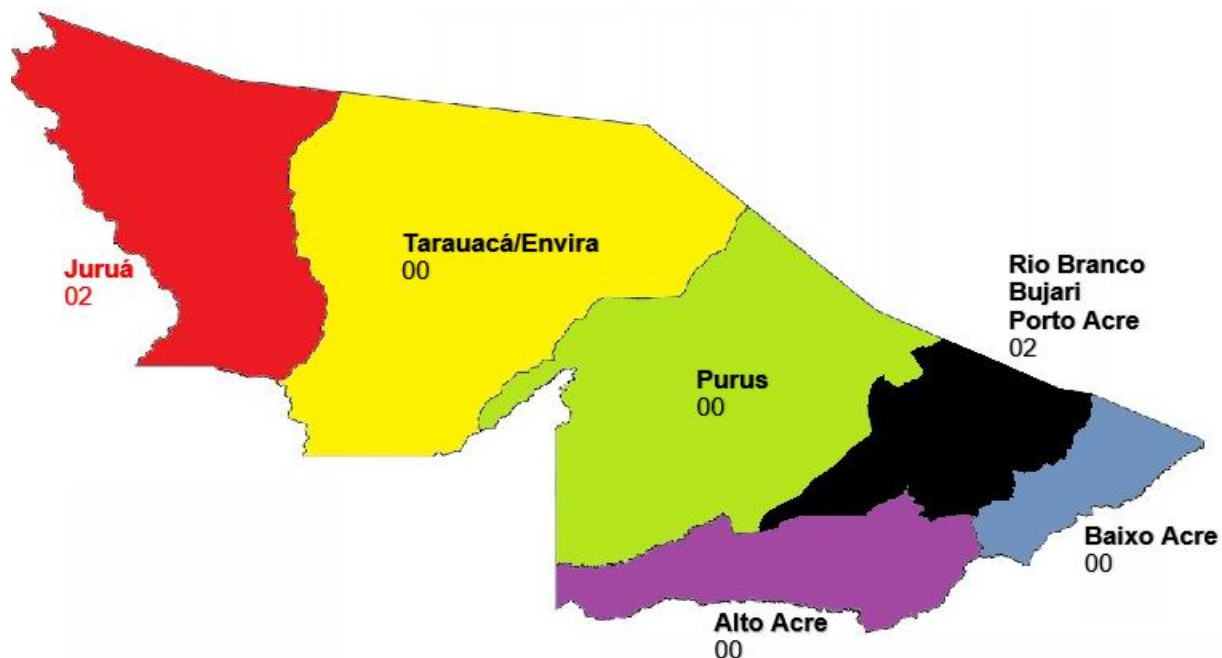 Juruá
02
Tarauacá/Envira
00
Rio Branco
Bujari
Porto Acre
02
Purus
00
Baixo Acre
00
Alto Acre
00